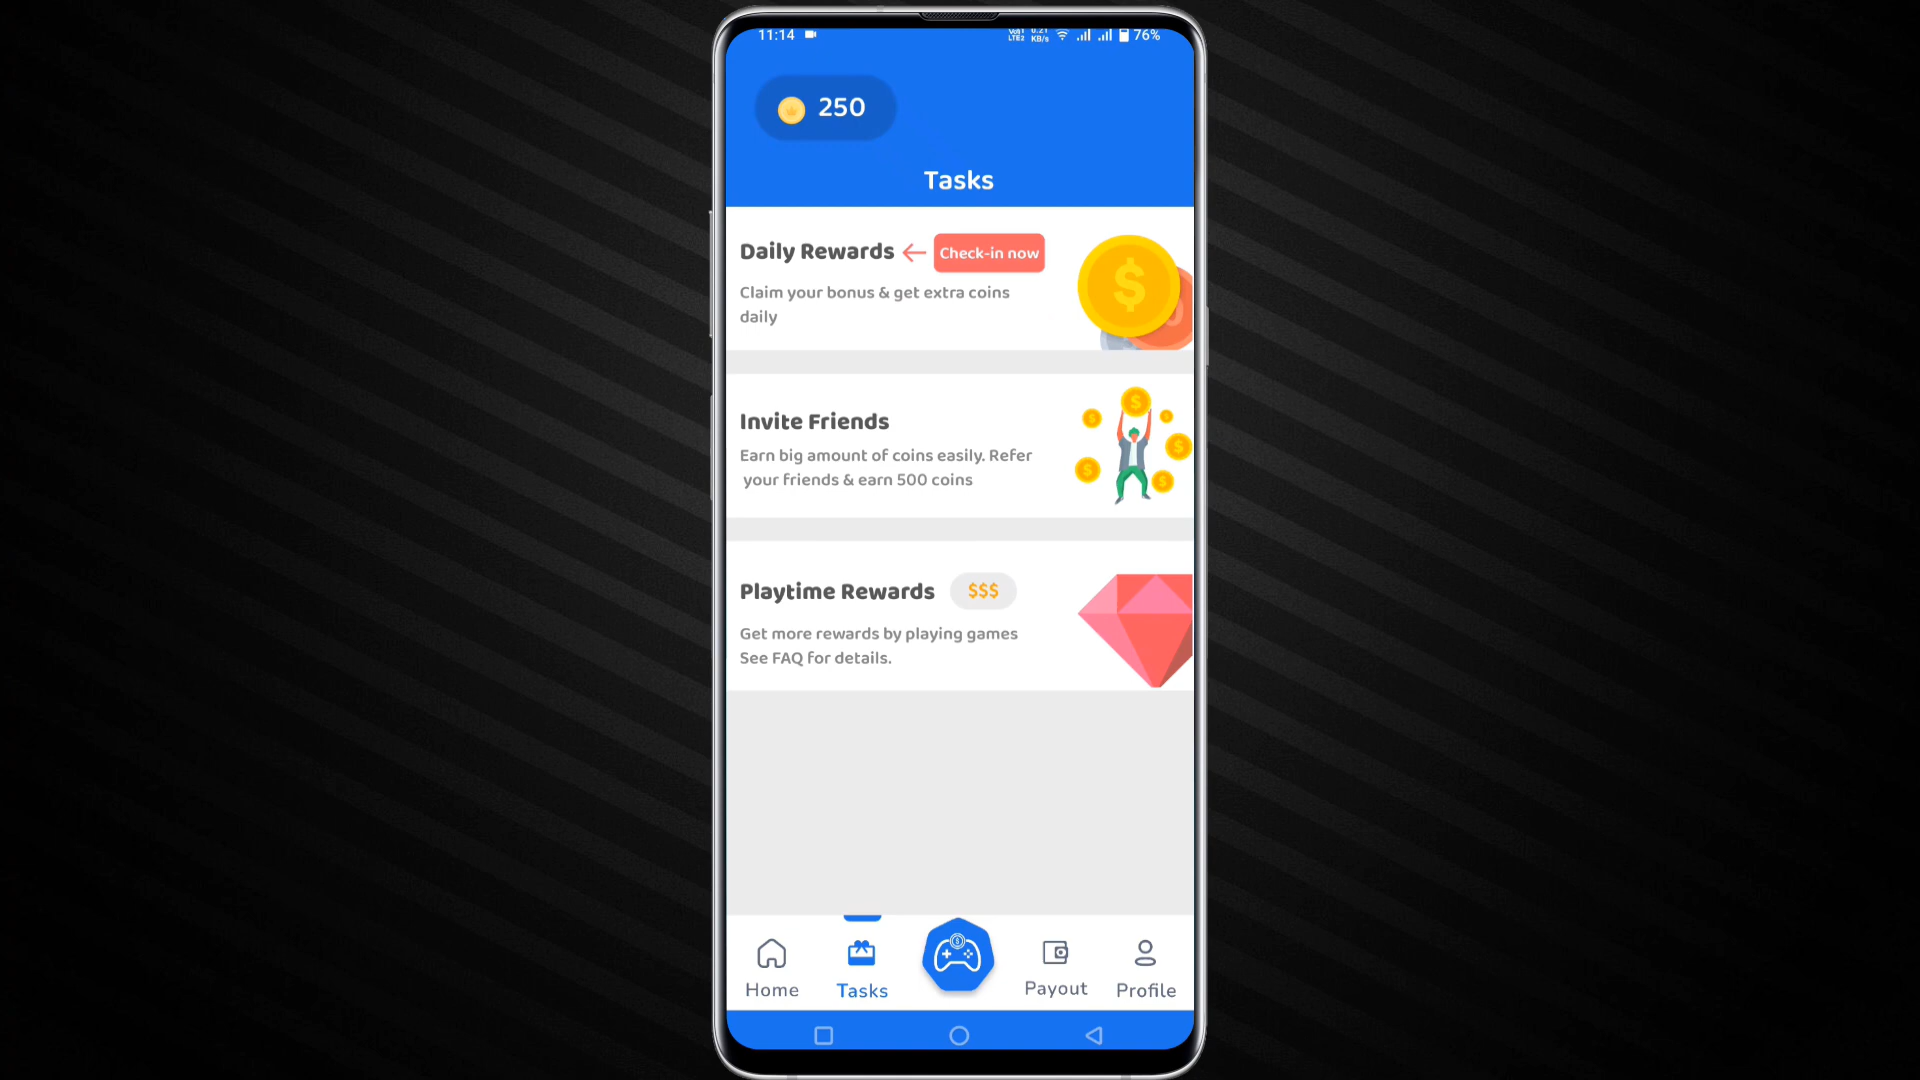 11:14
LTE2 KB/s 76%
250
Tasks
Daily Rewards Check-in now
Claim your bonus & get extra coins
daily
Invite Friends
Earn big amount of coins easily. Refer
your friends & earn 500 coins
Playtime Rewards $$$
Get more rewards by playing games
See FAQ for details.
Home Tasks Payout Profile